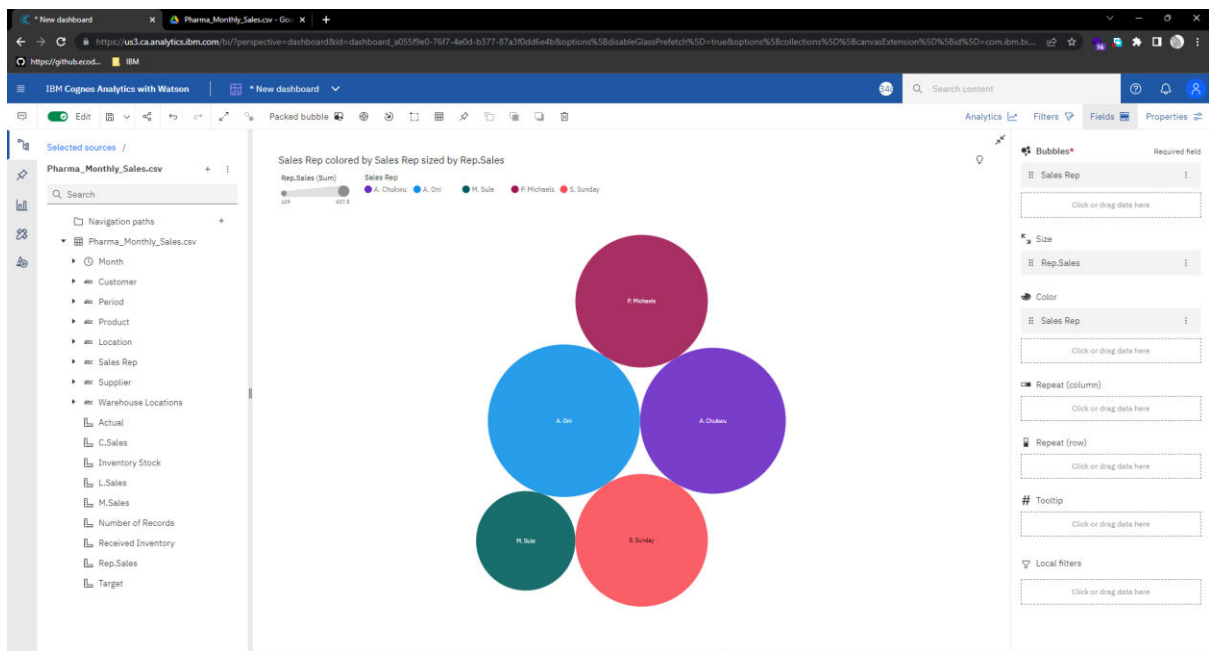 * New dashboard
Pharma_Monthly_Sales.csv - Goo
https://us3.ca.analytics.ibm.com/bi/?perspective=dashboard&id=dashboard_a055f9e0-76f7-4e0d-b377-87a3f0dd6e4b&options%5BdisableGlassPrefetch%5D=true&options%5Bcollections%5D%5BcanvasExtension%5D%5Bid%5D=com.ibm.bi...
https://github.ecod... IBM
IBM Cognos Analytics with Watson * New dashboard Search content
Edit Packed bubble Analytics Filters Fields Properties
Selected sources /
Pharma_Monthly_Sales.csv
Search
Navigation paths
Pharma_Monthly_Sales.csv
Month
abc Customer
abc Period
abc Product
abc Location
abc Sales Rep
abc Supplier
abc Warehouse Locations
Actual
C.Sales
Inventory Stock
L.Sales
M.Sales
Number of Records
Received Inventory
Rep.Sales
Target
Sales Rep colored by Sales Rep sized by Rep.Sales
Rep.Sales (Sum) Sales Rep
A. Chukwu A. Oni M. Sule P. Michaels S. Sunday
P. Michaels
A. Oni
A. Chukwu
M. Sule
S. Sunday
Bubbles* Required field
Sales Rep
Click or drag data here
Size
Rep.Sales
Color
Sales Rep
Click or drag data here
Repeat (column)
Click or drag data here
Repeat (row)
Click or drag data here
# Tooltip
Click or drag data here
Local filters
Click or drag data here